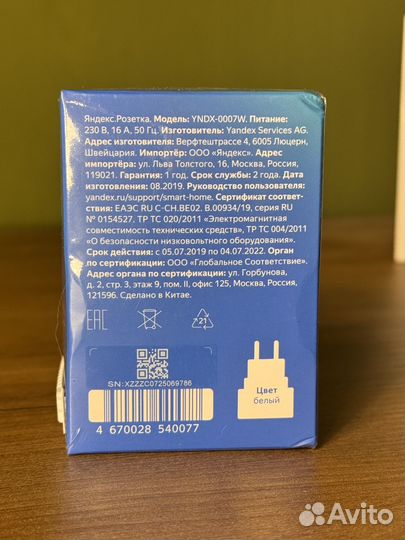 Яндекс.Розетка. Модель: YNDX-0007W. Питание:
230 В, 16 А, 50 Гц. Изготовитель: Yandex Services AG.
Адрес изготовителя: Верфтештрассе 4, 6005 Люцерн,
Швейцария. Импортёр: ООО «Яндекс». Адрес
импортёра: ул. Льва Толстого, 16, Москва, Россия,
119021. Гарантия: 1 год. Срок службы: 2 года. Дата
изготовления: 08.2019. Руководство пользователя:
yandex.ru/support/smart-home. Сертификат соответ-
ствия: ЕАЭС RU C-CH.BE02. B.00934/19, серия RU
№ 0154527. ТР ТС 020/2011 «Электромагнитная
совместимость технических средств», ТР ТС 004/2011
«О безопасности низковольтного оборудования».
Срок действия: с 05.07.2019 до 04.07.2022. Орган
по сертификации: ООО «Глобальное Соответствие».
Адрес органа по сертификации: ул. Горбунова,
д. 2, стр. 3, этаж 9, пом. II, офис 125, Москва, Россия,
121596. Сделано в Китае.
EAC
21
SN: XZZZC0725069786
4 670028 540077
Цвет
белый
Avito